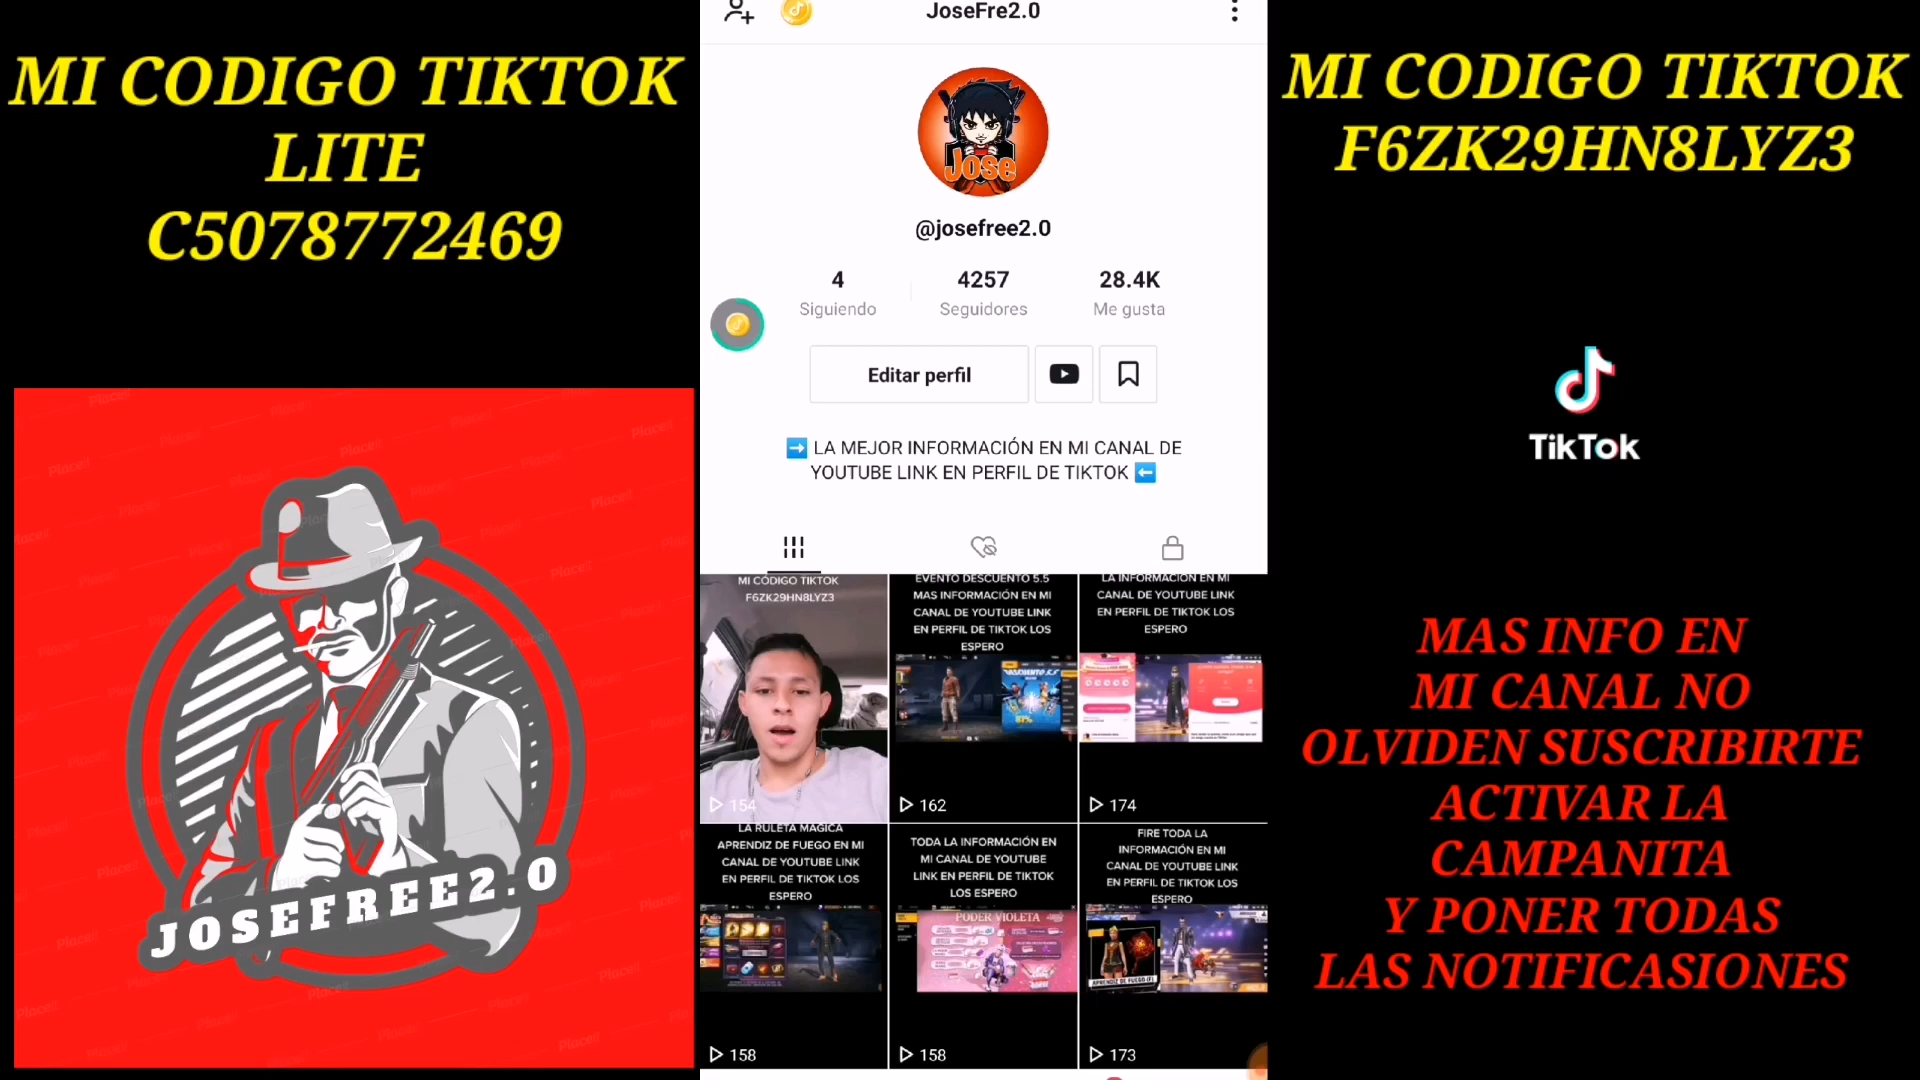 MI CODIGO TIKTOK
LITE
C5078772469
JOSEFREE2.0
JoseFre2.0
Jose
@josefree2.0
4
Siguiendo
4257
Seguidores
28.4K
Me gusta
Editar perfil
LA MEJOR INFORMACIÓN EN MI CANAL DE
YOUTUBE LINK EN PERFIL DE TIKTOK
MI CÓDIGO TIKTOK
F6ZK29HN8LYZ3
154
EVENTO DESCUENTO 5.5
MAS INFORMACIÓN EN MI
CANAL DE YOUTUBE LINK
EN PERFIL DE TIKTOK LOS
ESPERO
162
LA INFORMACIÓN EN MI
CANAL DE YOUTUBE LINK
EN PERFIL DE TIKTOK LOS
ESPERO
174
LA RULETA MAGICA
APRENDIZ DE FUEGO EN MI
CANAL DE YOUTUBE LINK
EN PERFIL DE TIKTOK LOS
ESPERO
158
TODA LA INFORMACIÓN EN
MI CANAL DE YOUTUBE
LINK EN PERFIL DE TIKTOK
LOS ESPERO
PODER VIOLETA
158
FIRE TODA LA
INFORMACIÓN EN MI
CANAL DE YOUTUBE LINK
EN PERFIL DE TIKTOK LOS
ESPERO
APRENDIZ DE FUEGO (F)
173
MI CODIGO TIKTOK
F6ZK29HN8LYZ3
TikTok
MAS INFO EN
MI CANAL NO
OLVIDEN SUSCRIBIRTE
ACTIVAR LA
CAMPANITA
Y PONER TODAS
LAS NOTIFICASIONES